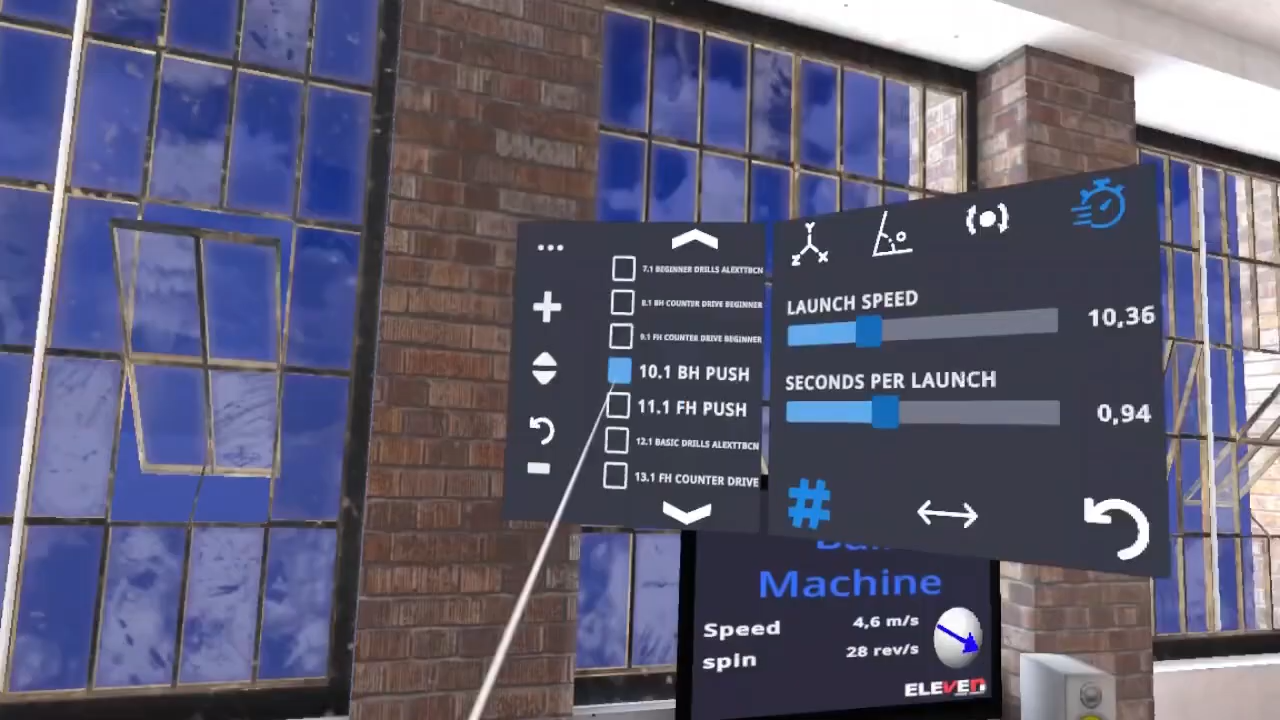 7.1 BEGINNER DRILLS ALEXTTBCN
8.1 BH COUNTER DRIVE BEGINNER
9.1 FH COUNTER DRIVE BEGINNER
10.1 BH PUSH
11.1 FH PUSH
12.1 BASIC DRILLS ALEXTTBCN
13.1 FH COUNTER DRIVE
Y
Z X
LAUNCH SPEED
10,36
SECONDS PER LAUNCH
0,94
#
Ball
Machine
Speed 4,6 m/s
spin 28 rev/s
ELEVEN